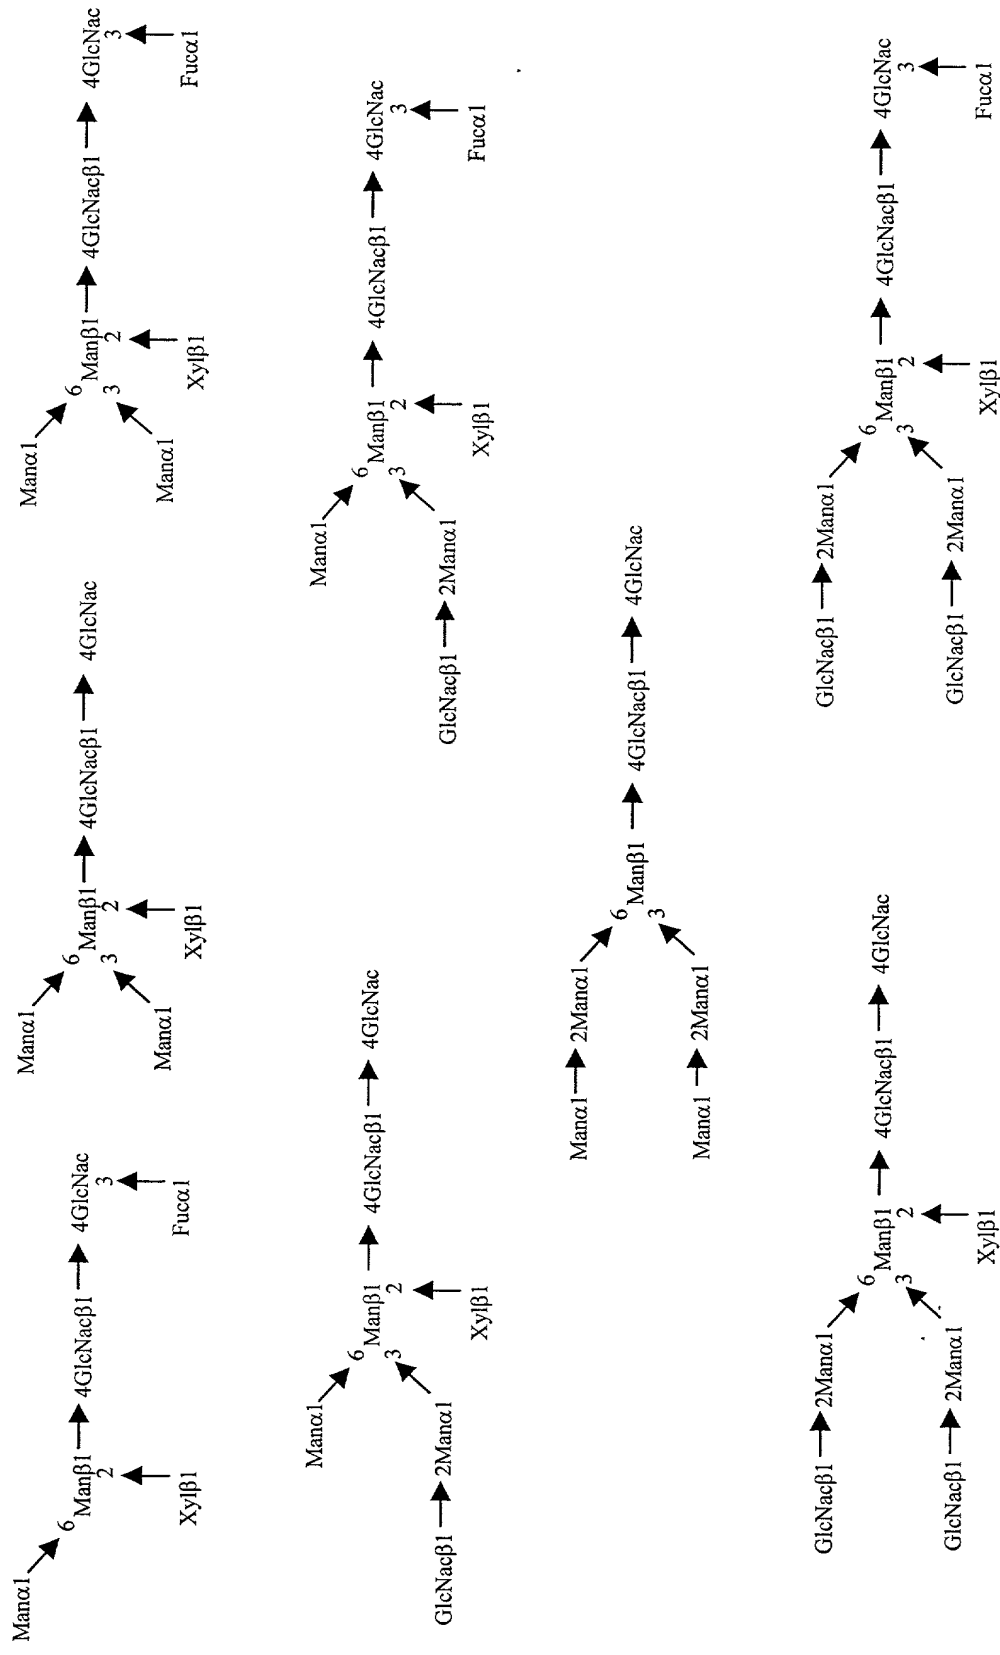 Manα1
6
Manβ1 4GlcNacβ1 4GlcNac
2 3
Xylβ1 Fucα1
Manα1
6
Manβ1 4GlcNacβ1 4GlcNac
3 2
Manα1 Xylβ1
Manα1
6
Manβ1 4GlcNacβ1 4GlcNac
3 2 3
Manα1 Xylβ1 Fucα1
Manα1
6
Manβ1 4GlcNacβ1 4GlcNac
3 2
GlcNacβ1 2Manα1 Xylβ1
Manα1
6
Manβ1 4GlcNacβ1 4GlcNac
3 2 3
GlcNacβ1 2Manα1 Xylβ1 Fucα1
Manα1 2Manα1
6
Manβ1 4GlcNacβ1 4GlcNac
3
Manα1 2Manα1
GlcNacβ1 2Manα1
6
Manβ1 4GlcNacβ1 4GlcNac
3 2
GlcNacβ1 2Manα1 Xylβ1
GlcNacβ1 2Manα1
6
Manβ1 4GlcNacβ1 4GlcNac
3 2 3
GlcNacβ1 2Manα1 Xylβ1 Fucα1